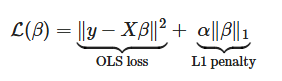 ℒ(β) = ‖y − Xβ‖² + α‖β‖₁
OLS loss L1 penalty